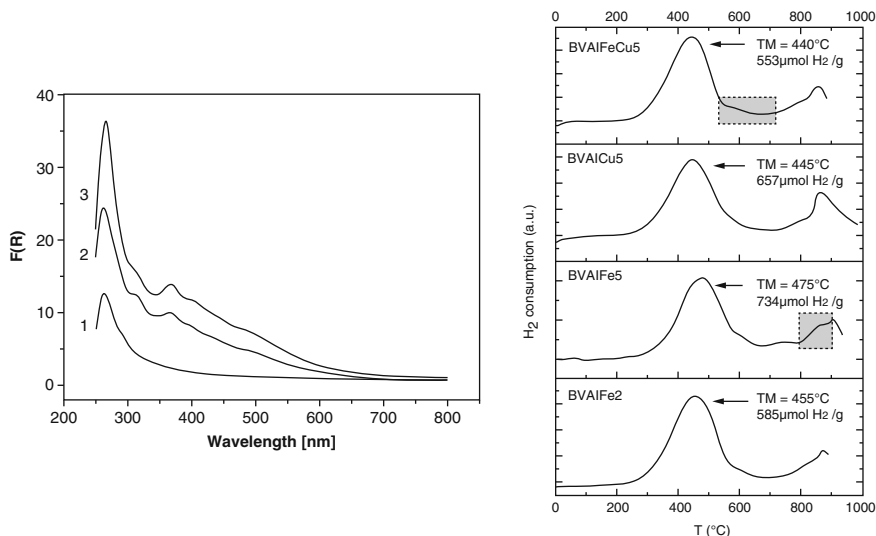 40
30
20
10
0
200 300 400 500 600 700 800
F(R)
Wavelength [nm]
3
2
1
0 200 400 600 800 1000
BVAlFeCu5
TM = 440°C
553µmol H2 /g
BVAlCu5
TM = 445°C
657µmol H2 /g
BVAlFe5
TM = 475°C
734µmol H2 /g
BVAlFe2
TM = 455°C
585µmol H2 /g
H2 consumption (a.u.)
0 200 400 600 800 1000
T (°C)